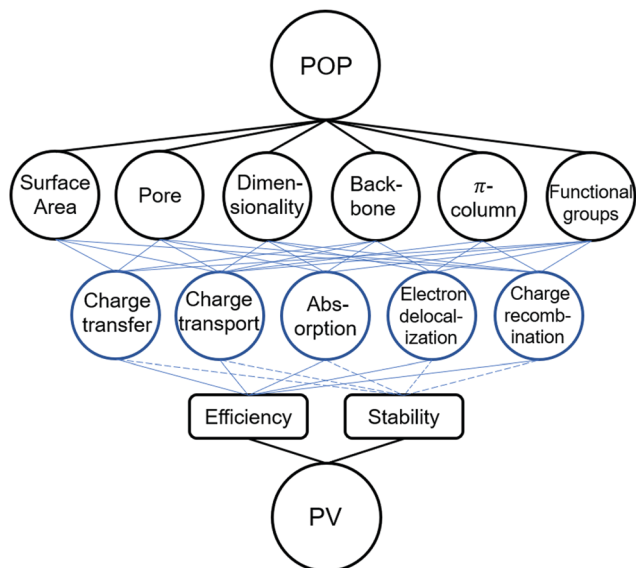 POP
Surface
Area
Pore
Dimen-
sionality
Back-
bone
π-
column
Functional
groups
Charge
transfer
Charge
transport
Abs-
orption
Electron
delocal-
ization
Charge
recomb-
ination
Efficiency
Stability
PV